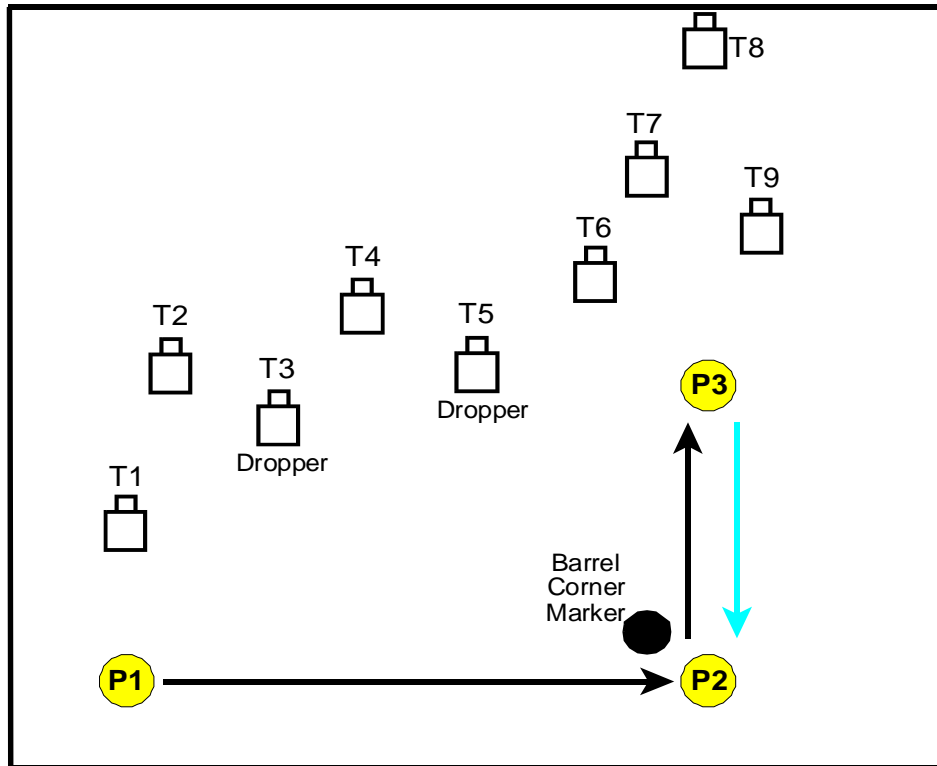 T8
T7
T9
T6
T4
T2
T5
T3
Dropper
Dropper
T1
P3
Barrel
Corner
Marker
P1
P2